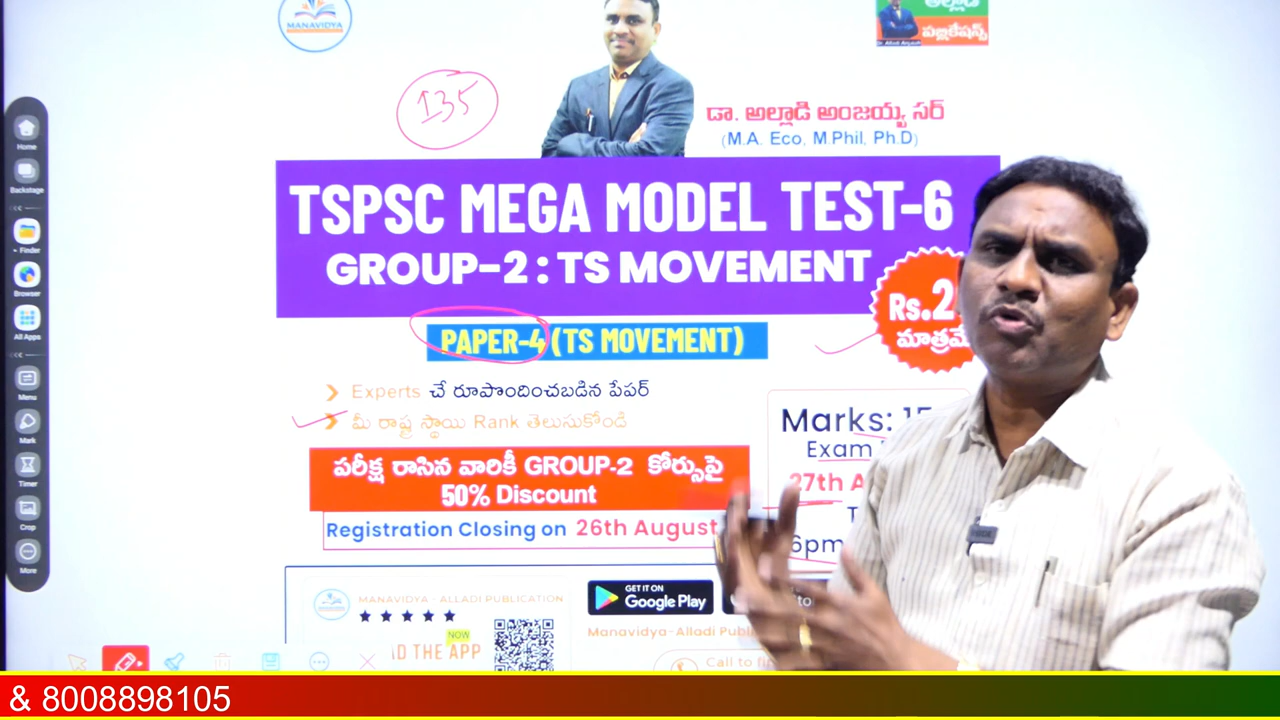 MANAVIDYA
అల్లాడి
పబ్లికేషన్స్
135
డా. అల్లాడి అంజయ్య సర్
(M.A. Eco, M.Phil, Ph.D)
TSPSC MEGA MODEL TEST-6
GROUP-2 : TS MOVEMENT
Rs.2
PAPER-4 (TS MOVEMENT)
Experts చే రూపొందించబడిన పేపర్
మీ రాష్ట్ర స్థాయి Rank తెలుసుకోండి
Marks: 15
Exam
27th A
6pm
పరీక్ష రాసిన వారికీ GROUP-2 కోర్సుపై
50% Discount
Registration Closing on 26th August
MANAVIDYA - ALLADI PUBLICATION
NOW
THE APP
GET IT ON
Google Play
Manavidya-Alladi Publi
Call to
Home
Backstage
Finder
Browser
All Apps
Menu
Mark
Timer
Crop
More
& 8008898105